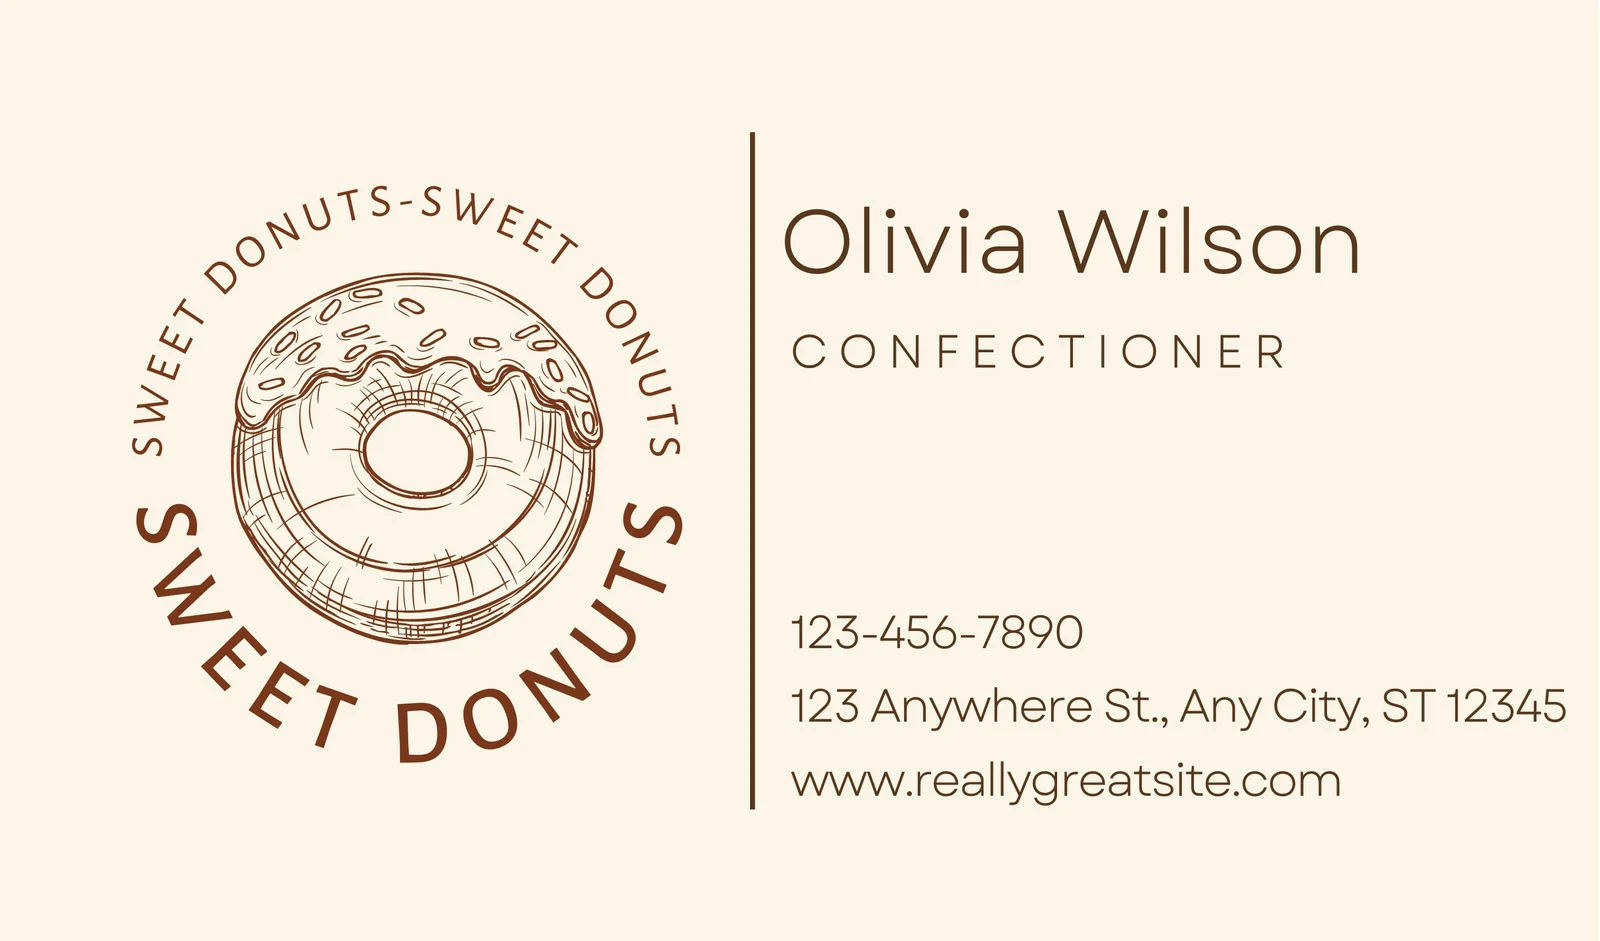 SWEET DONUTS-SWEET DONUTS
SWEET DONUTS
Olivia Wilson
CONFECTIONER
123-456-7890
123 Anywhere St., Any City, ST 12345
www.reallygreatsite.com